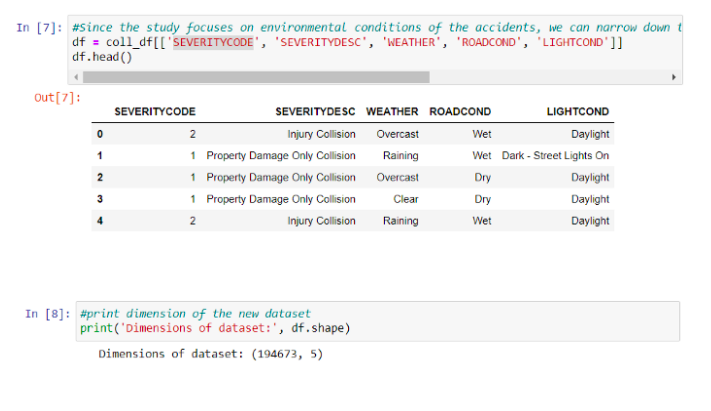 In [7]: #Since the study focuses on environmental conditions of the accidents, we can narrow down t
df = coll_df[['SEVERITYCODE', 'SEVERITYDESC', 'WEATHER', 'ROADCOND', 'LIGHTCOND']]
df.head()
Out[7]:
SEVERITYCODE SEVERITYDESC WEATHER ROADCOND LIGHTCOND
0 2 Injury Collision Overcast Wet Daylight
1 1 Property Damage Only Collision Raining Wet Dark - Street Lights On
2 1 Property Damage Only Collision Overcast Dry Daylight
3 1 Property Damage Only Collision Clear Dry Daylight
4 2 Injury Collision Raining Wet Daylight
In [8]: #print dimension of the new dataset
print('Dimensions of dataset:', df.shape)
Dimensions of dataset: (194673, 5)